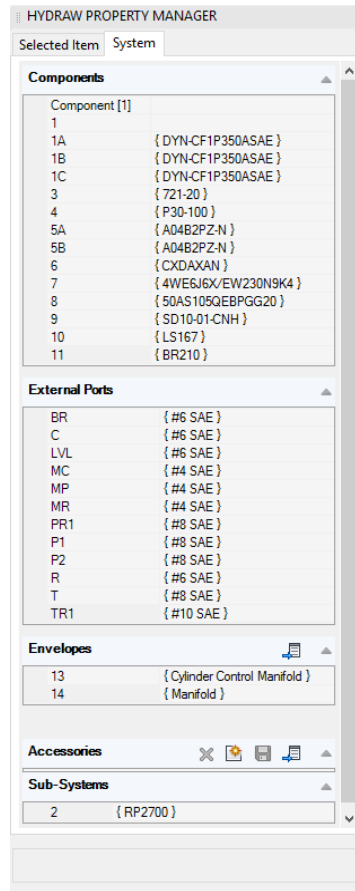 HYDRAW PROPERTY MANAGER
Selected Item System
Components
Component [1]
1
1A { DYN-CF1P350ASAE }
1B { DYN-CF1P350ASAE }
1C { DYN-CF1P350ASAE }
3 { 721-20 }
4 { P30-100 }
5A { A04B2PZ-N }
5B { A04B2PZ-N }
6 { CXDAXAN }
7 { 4WE6J6X/EW230N9K4 }
8 { 50AS105QEBPGG20 }
9 { SD10-01-CNH }
10 { LS167 }
11 { BR210 }
External Ports
BR { #6 SAE }
C { #6 SAE }
LVL { #6 SAE }
MC { #4 SAE }
MP { #4 SAE }
MR { #4 SAE }
PR1 { #8 SAE }
P1 { #8 SAE }
P2 { #8 SAE }
R { #6 SAE }
T { #8 SAE }
TR1 { #10 SAE }
Envelopes
13 { Cylinder Control Manifold }
14 { Manifold }
Accessories
Sub-Systems
2 { RP2700 }